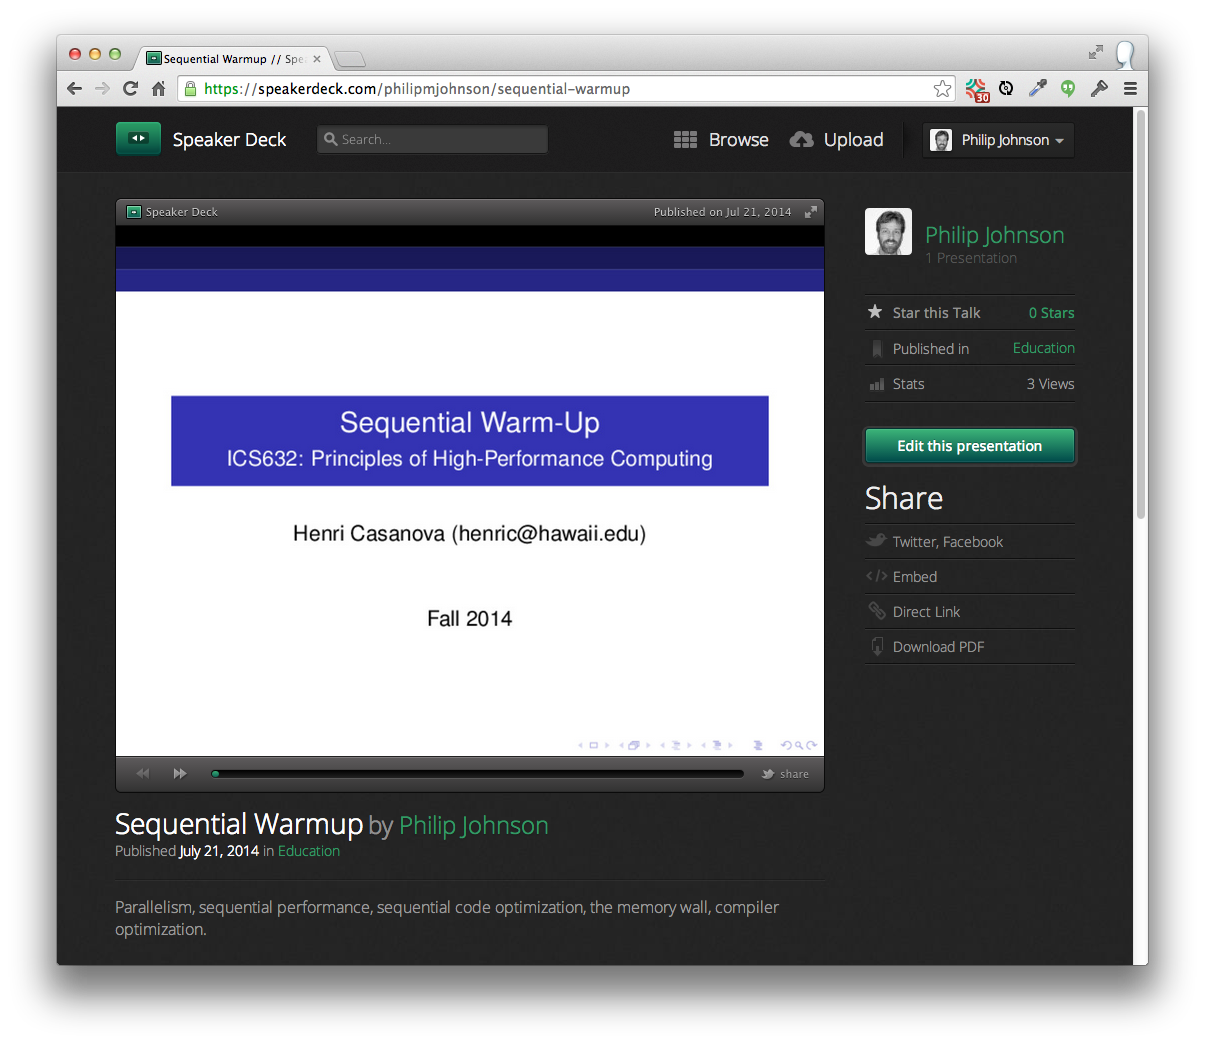 Sequential Warmup // Spe
https://speakerdeck.com/philipmjohnson/sequential-warmup
30
Speaker Deck
Search...
Browse
Upload
Philip Johnson
Speaker Deck
Published on Jul 21, 2014
Sequential Warm-Up
ICS632: Principles of High-Performance Computing
Henri Casanova (henric@hawaii.edu)
Fall 2014
share
Sequential Warmup by Philip Johnson
Published July 21, 2014 in Education
Parallelism, sequential performance, sequential code optimization, the memory wall, compiler
optimization.
Philip Johnson
1 Presentation
Star this Talk 0 Stars
Published in Education
Stats 3 Views
Edit this presentation
Share
Twitter, Facebook
Embed
Direct Link
Download PDF